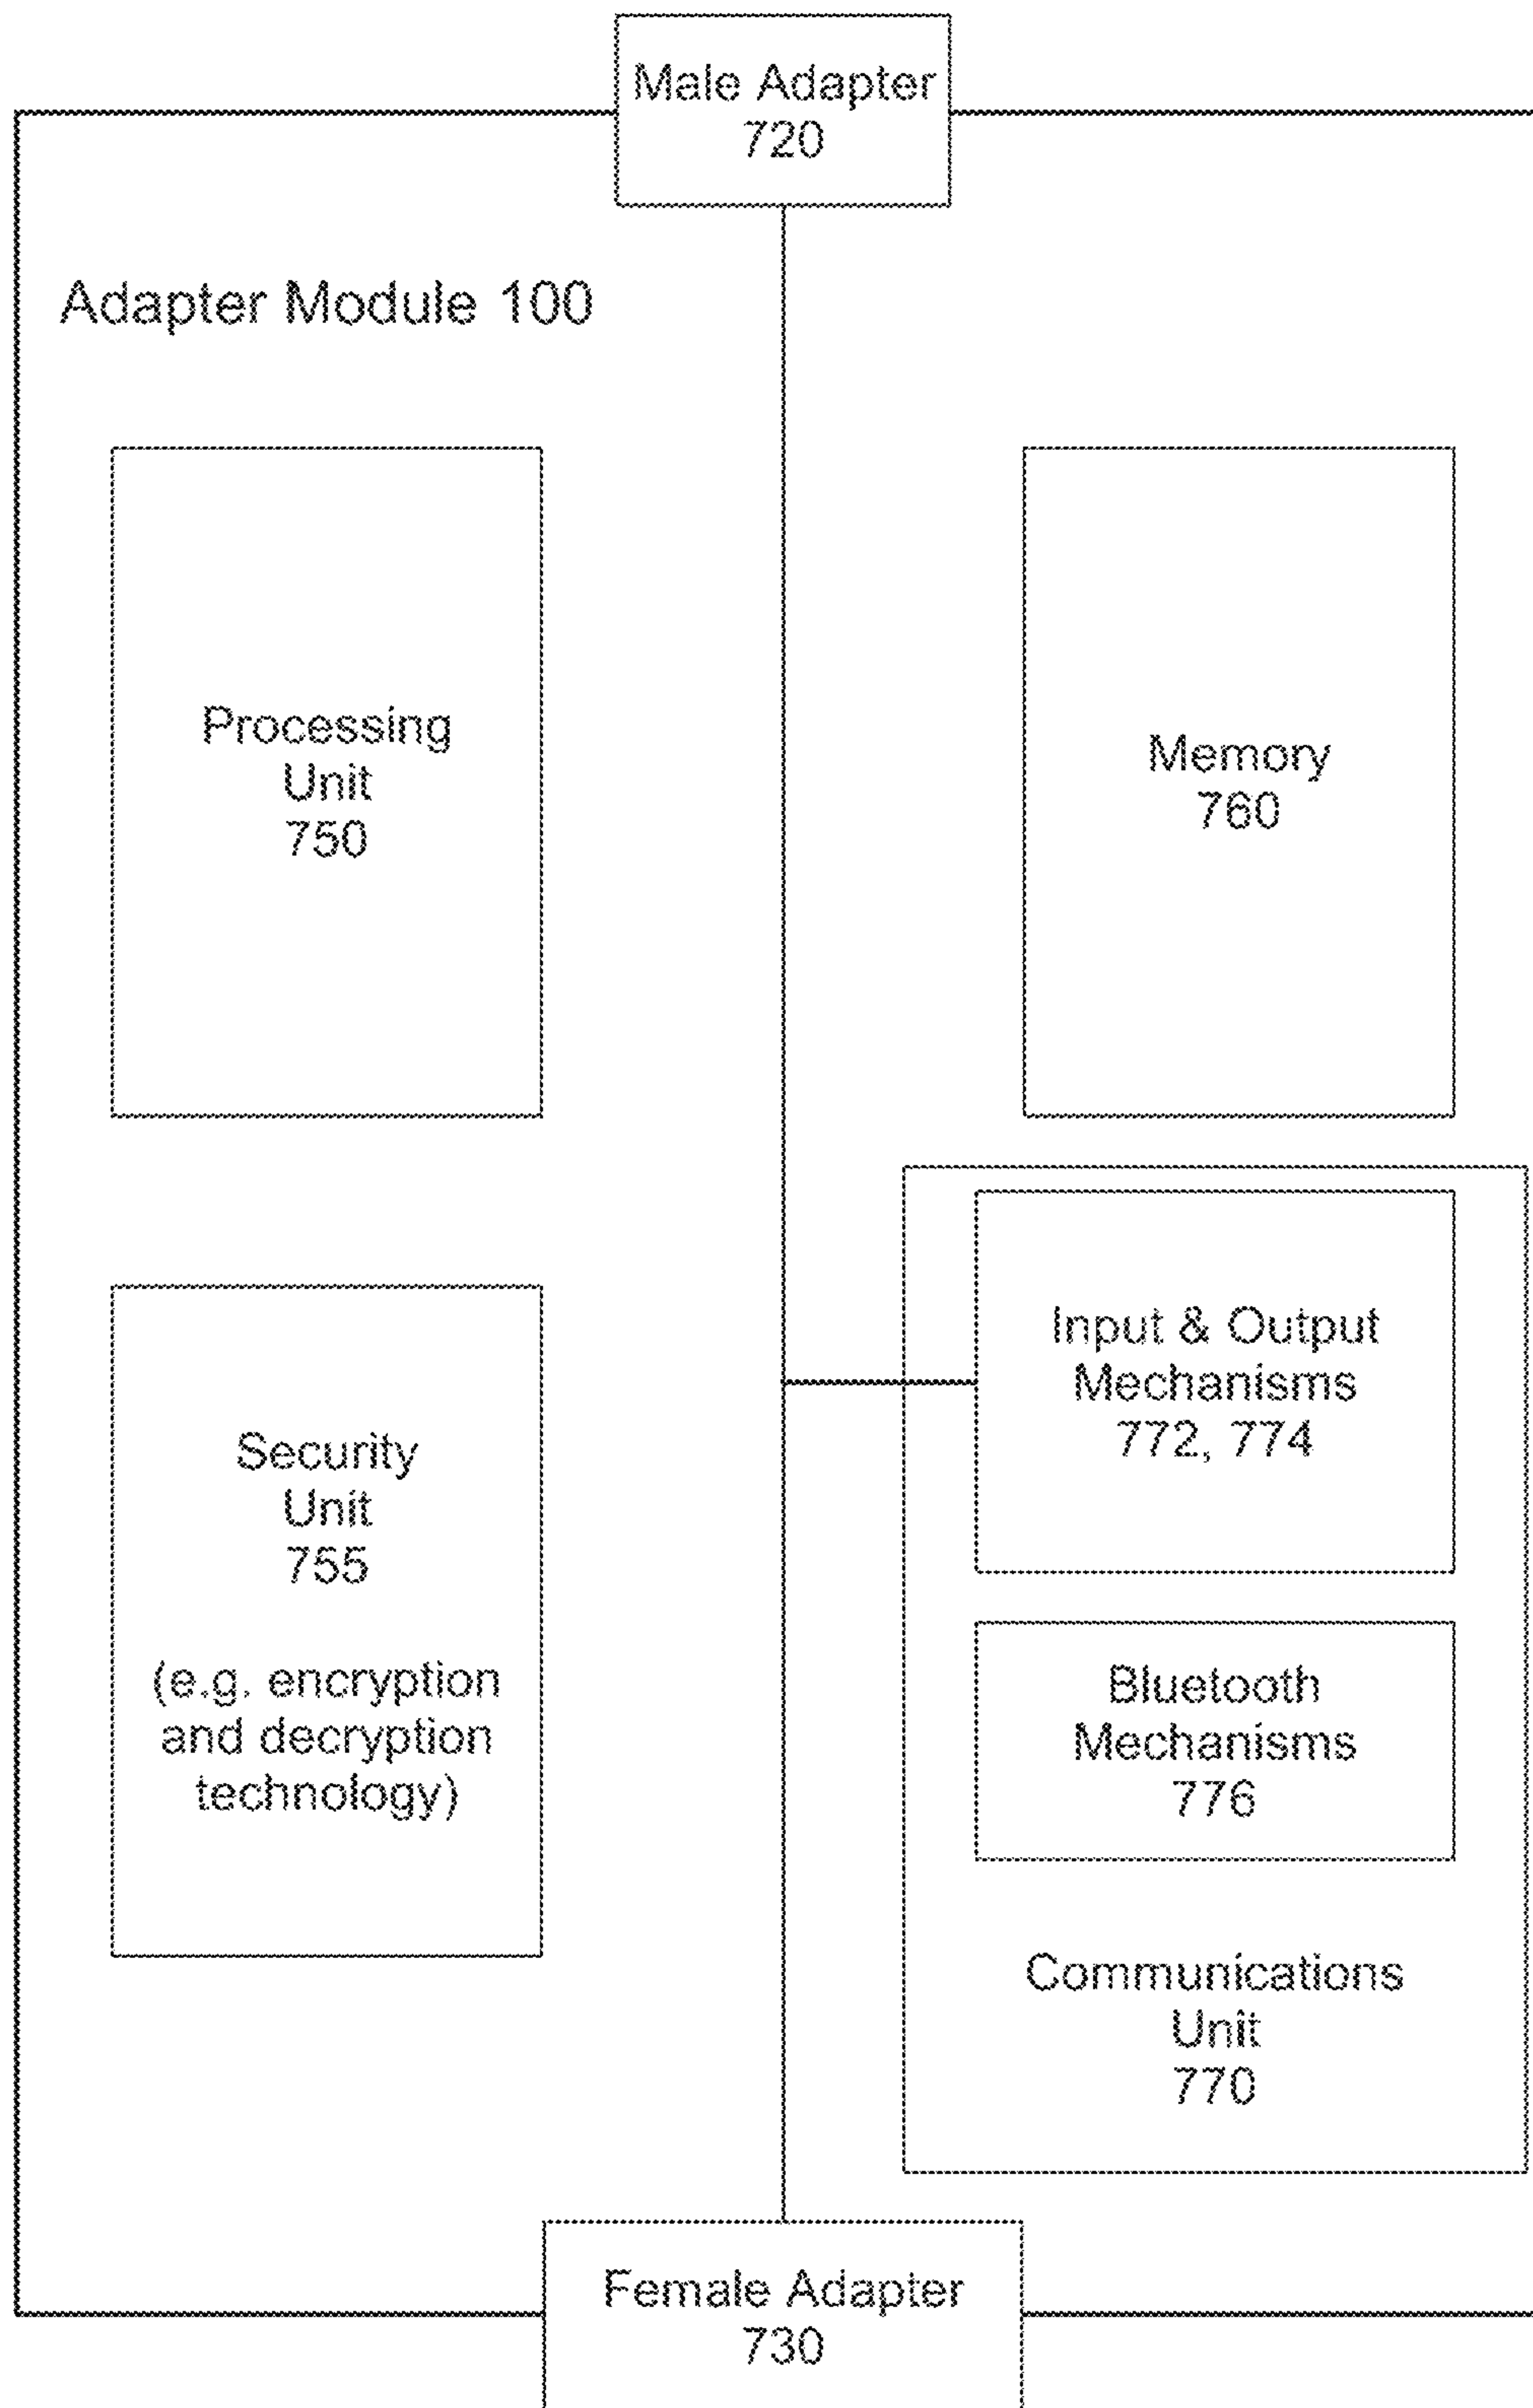 Male Adapter
720
Adapter Module 100
Processing
Unit
750
Memory
760
Input & Output
Mechanisms
772, 774
Security
Unit
755
(e.g. encryption
and decryption
technology)
Bluetooth
Mechanisms
776
Communications
Unit
770
Female Adapter
730